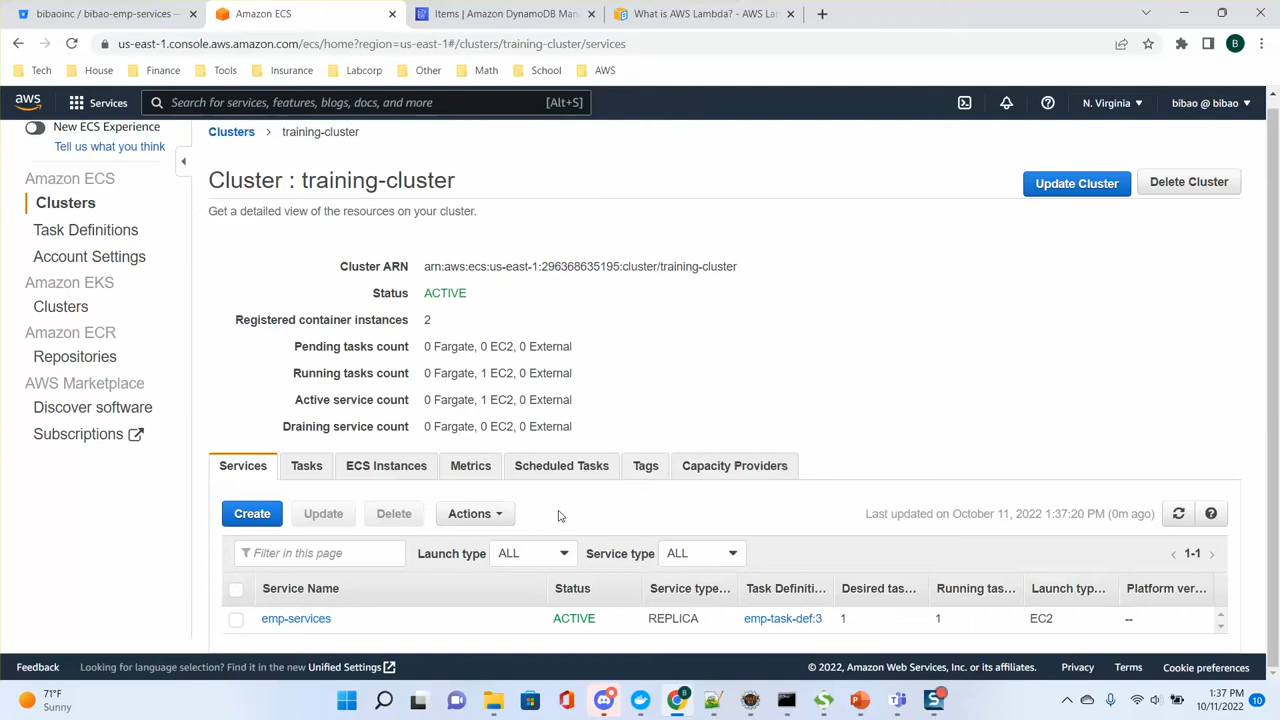 bibaoinc / bibao-emp-services —
Amazon ECS
Items | Amazon DynamoDB Man
What is AWS Lambda? - AWS Lam
us-east-1.console.aws.amazon.com/ecs/home?region=us-east-1#/clusters/training-cluster/services
B
Tech House Finance Tools Insurance Labcorp Other Math School AWS
aws Services Search for services, features, blogs, docs, and more [Alt+S] N. Virginia bibao @ bibao
New ECS Experience
Tell us what you think
Amazon ECS
Clusters
Task Definitions
Account Settings
Amazon EKS
Clusters
Amazon ECR
Repositories
AWS Marketplace
Discover software
Subscriptions
Clusters > training-cluster
Cluster : training-cluster
Update Cluster Delete Cluster
Get a detailed view of the resources on your cluster.
Cluster ARN arn:aws:ecs:us-east-1:296368635195:cluster/training-cluster
Status ACTIVE
Registered container instances 2
Pending tasks count 0 Fargate, 0 EC2, 0 External
Running tasks count 0 Fargate, 1 EC2, 0 External
Active service count 0 Fargate, 1 EC2, 0 External
Draining service count 0 Fargate, 0 EC2, 0 External
Services Tasks ECS Instances Metrics Scheduled Tasks Tags Capacity Providers
Create Update Delete Actions Last updated on October 11, 2022 1:37:20 PM (0m ago)
Filter in this page Launch type ALL Service type ALL < 1-1 >
Service Name Status Service type... Task Definiti... Desired tas... Running tas... Launch typ... Platform ver...
emp-services ACTIVE REPLICA emp-task-def:3 1 1 EC2 --
Feedback Looking for language selection? Find it in the new Unified Settings © 2022, Amazon Web Services, Inc. or its affiliates. Privacy Terms Cookie preferences
71°F
Sunny
1:37 PM
10/11/2022
10